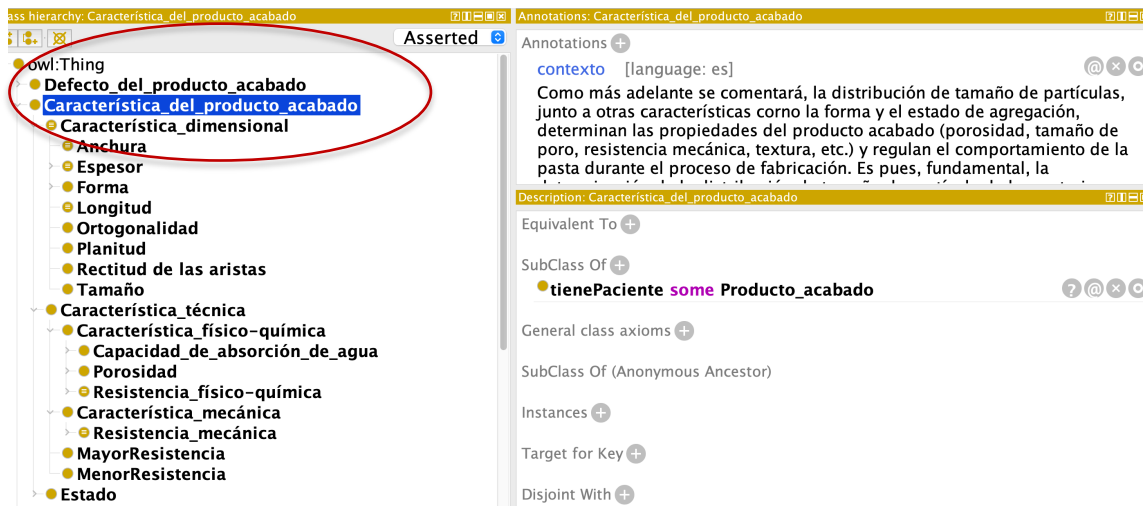 ass hierarchy: Característica_del_producto_acabado
Asserted
owl:Thing
Defecto_del_producto_acabado
Característica_del_producto_acabado
Característica_dimensional
Anchura
Espesor
Forma
Longitud
Ortogonalidad
Planitud
Rectitud de las aristas
Tamaño
Característica_técnica
Característica_físico-química
Capacidad_de_absorción_de_agua
Porosidad
Resistencia_físico-química
Característica_mecánica
Resistencia_mecánica
MayorResistencia
MenorResistencia
Estado
Annotations: Característica_del_producto_acabado
Annotations
contexto [language: es]
Como más adelante se comentará, la distribución de tamaño de partículas,
junto a otras características corno la forma y el estado de agregación,
determinan las propiedades del producto acabado (porosidad, tamaño de
poro, resistencia mecánica, textura, etc.) y regulan el comportamiento de la
pasta durante el proceso de fabricación. Es pues, fundamental, la
Description: Característica_del_producto_acabado
Equivalent To
SubClass Of
tienePaciente some Producto_acabado
General class axioms
SubClass Of (Anonymous Ancestor)
Instances
Target for Key
Disjoint With